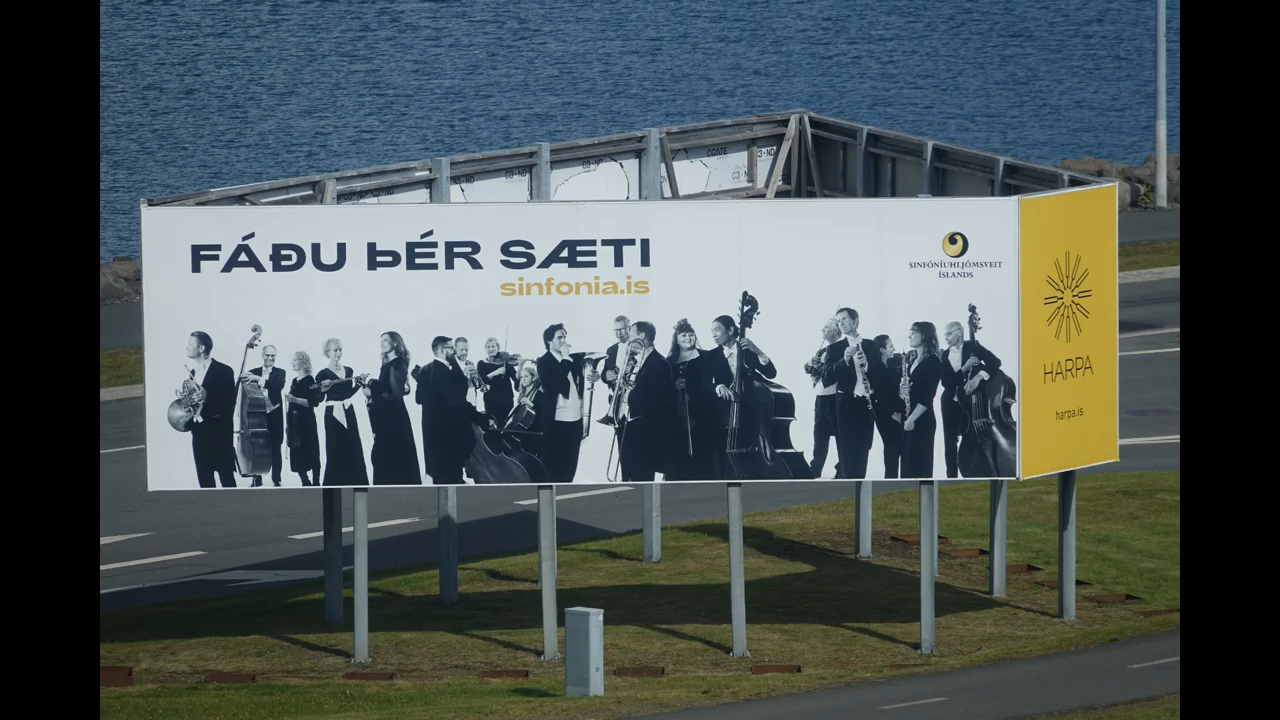 FÁÐU ÞÉR SÆTI
sinfonia.is
SINFÓNÍUHLJÓMSVEIT
ÍSLANDS
HARPA
harpa.is